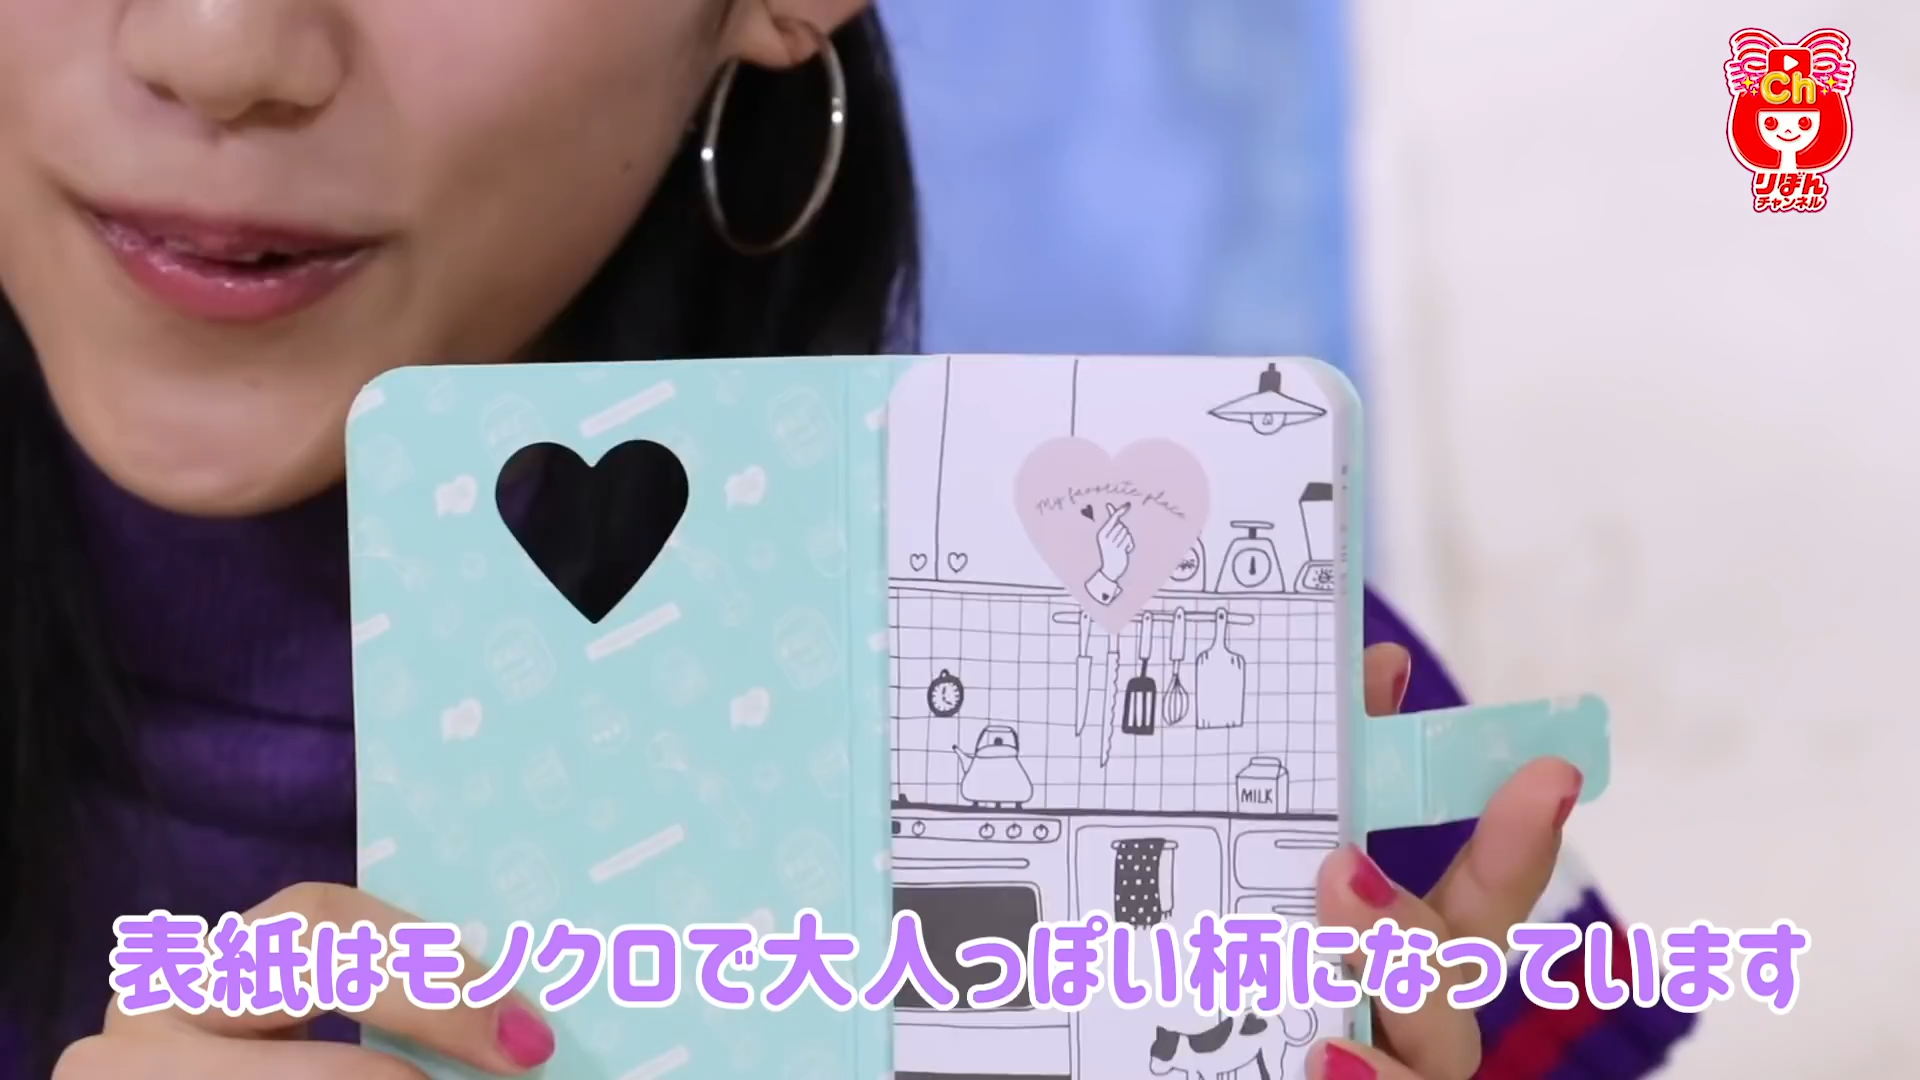 Ch
りぼん
チャンネル
My favorite place
MILK
表紙はモノクロで大人っぽい柄になっています